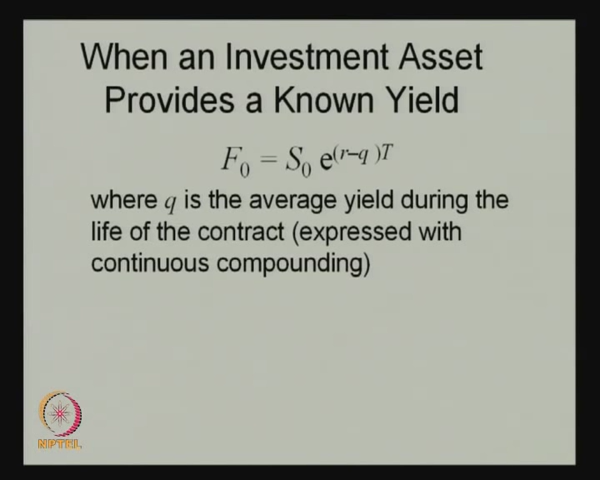 When an Investment Asset
Provides a Known Yield
F₀ = S₀ e^(r–q)T
where q is the average yield during the
life of the contract (expressed with
continuous compounding)
NPTEL